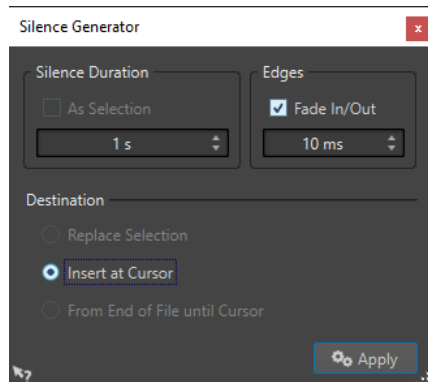 Silence Generator
x
Silence Duration
Edges
As Selection
Fade In/Out
1 s
10 ms
Destination
Replace Selection
Insert at Cursor
From End of File until Cursor
Apply
?